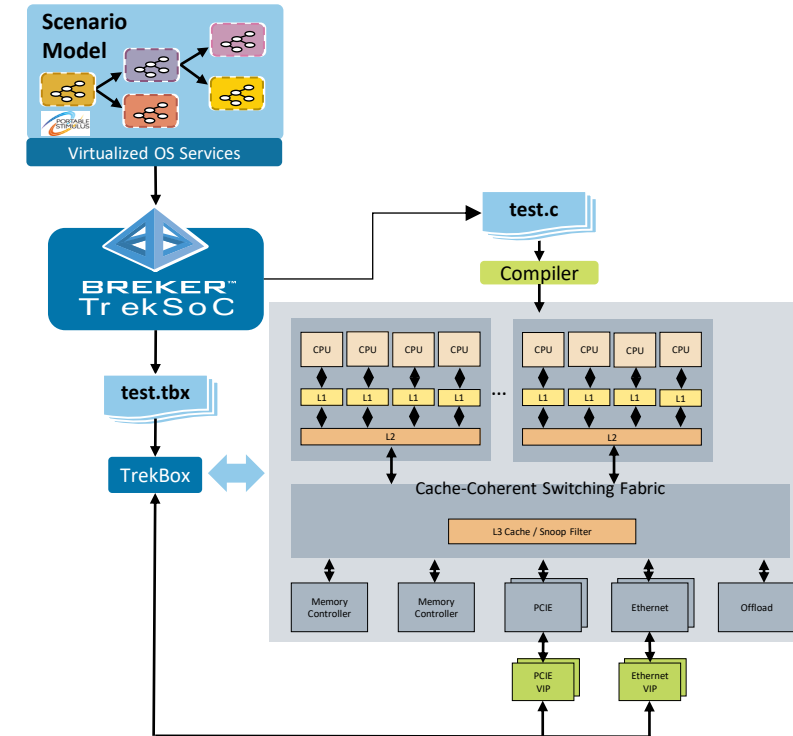 Scenario
Model
PORTABLE
STIMULUS
Virtualized OS Services
BREKER™
TrekSoC
test.c
Compiler
test.tbx
TrekBox
CPU CPU CPU CPU
L1 L1 L1 L1
L2
...
CPU CPU CPU CPU
L1 L1 L1 L1
L2
Cache-Coherent Switching Fabric
L3 Cache / Snoop Filter
Memory
Controller
Memory
Controller
PCIE
Ethernet
Offload
PCIE
VIP
Ethernet
VIP